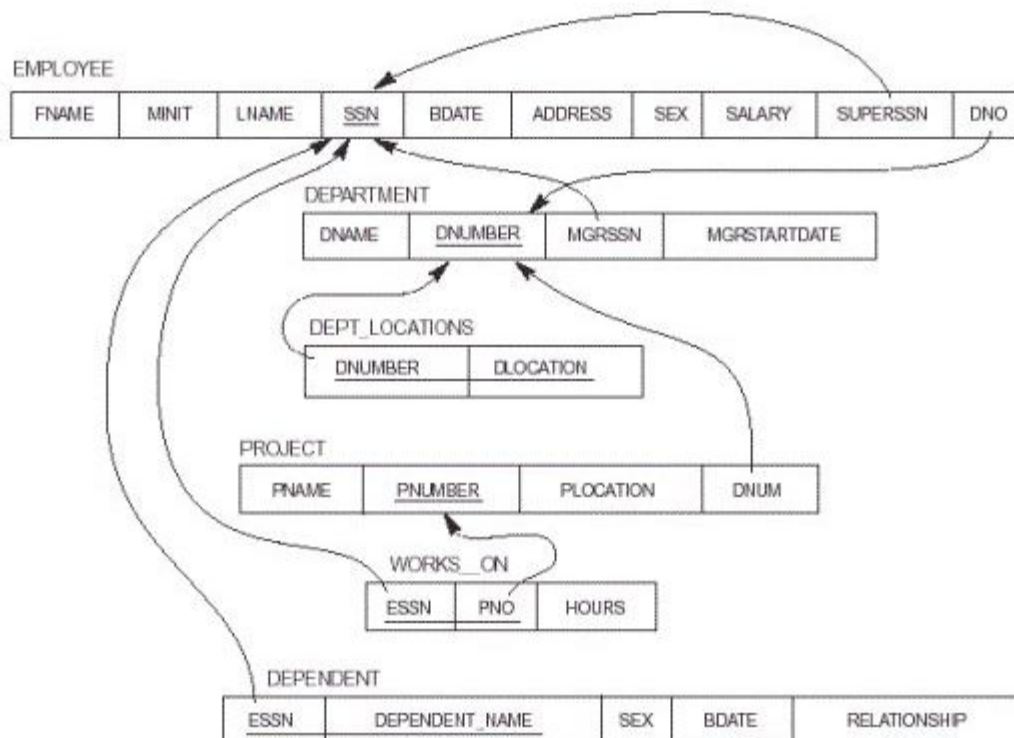 EMPLOYEE
FNAME MINIT LNAME SSN BDATE ADDRESS SEX SALARY SUPERSSN DNO
DEPARTMENT
DNAME DNUMBER MGRSSN MGRSTARTDATE
DEPT_LOCATIONS
DNUMBER DLOCATION
PROJECT
PNAME PNUMBER PLOCATION DNUM
WORKS__ON
ESSN PNO HOURS
DEPENDENT
ESSN DEPENDENT_NAME SEX BDATE RELATIONSHIP